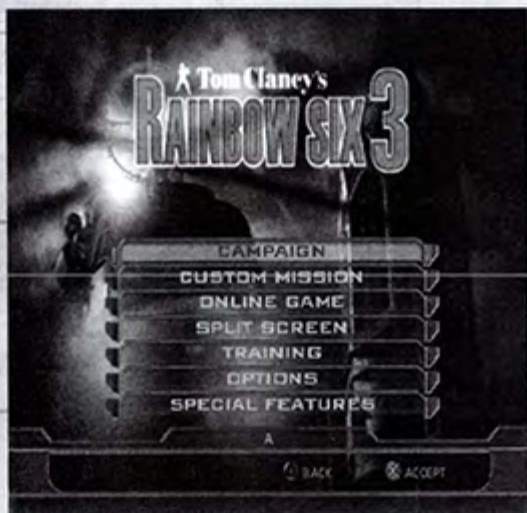 Tom Clancy's
RAINBOW SIX 3
CAMPAIGN
CUSTOM MISSION
ONLINE GAME
SPLIT SCREEN
TRAINING
OPTIONS
SPECIAL FEATURES
A
BACK ACCEPT